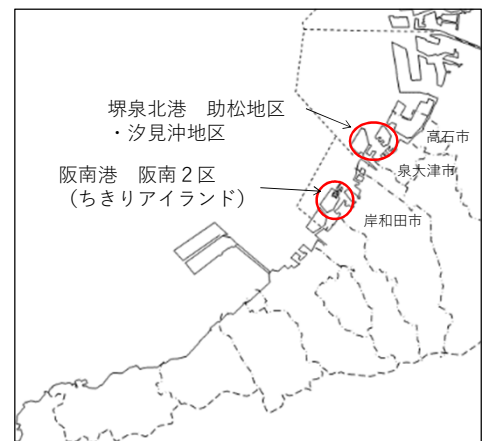 堺泉北港　助松地区
・汐見沖地区
高石市
泉大津市
阪南港　阪南２区
（ちきりアイランド）
岸和田市